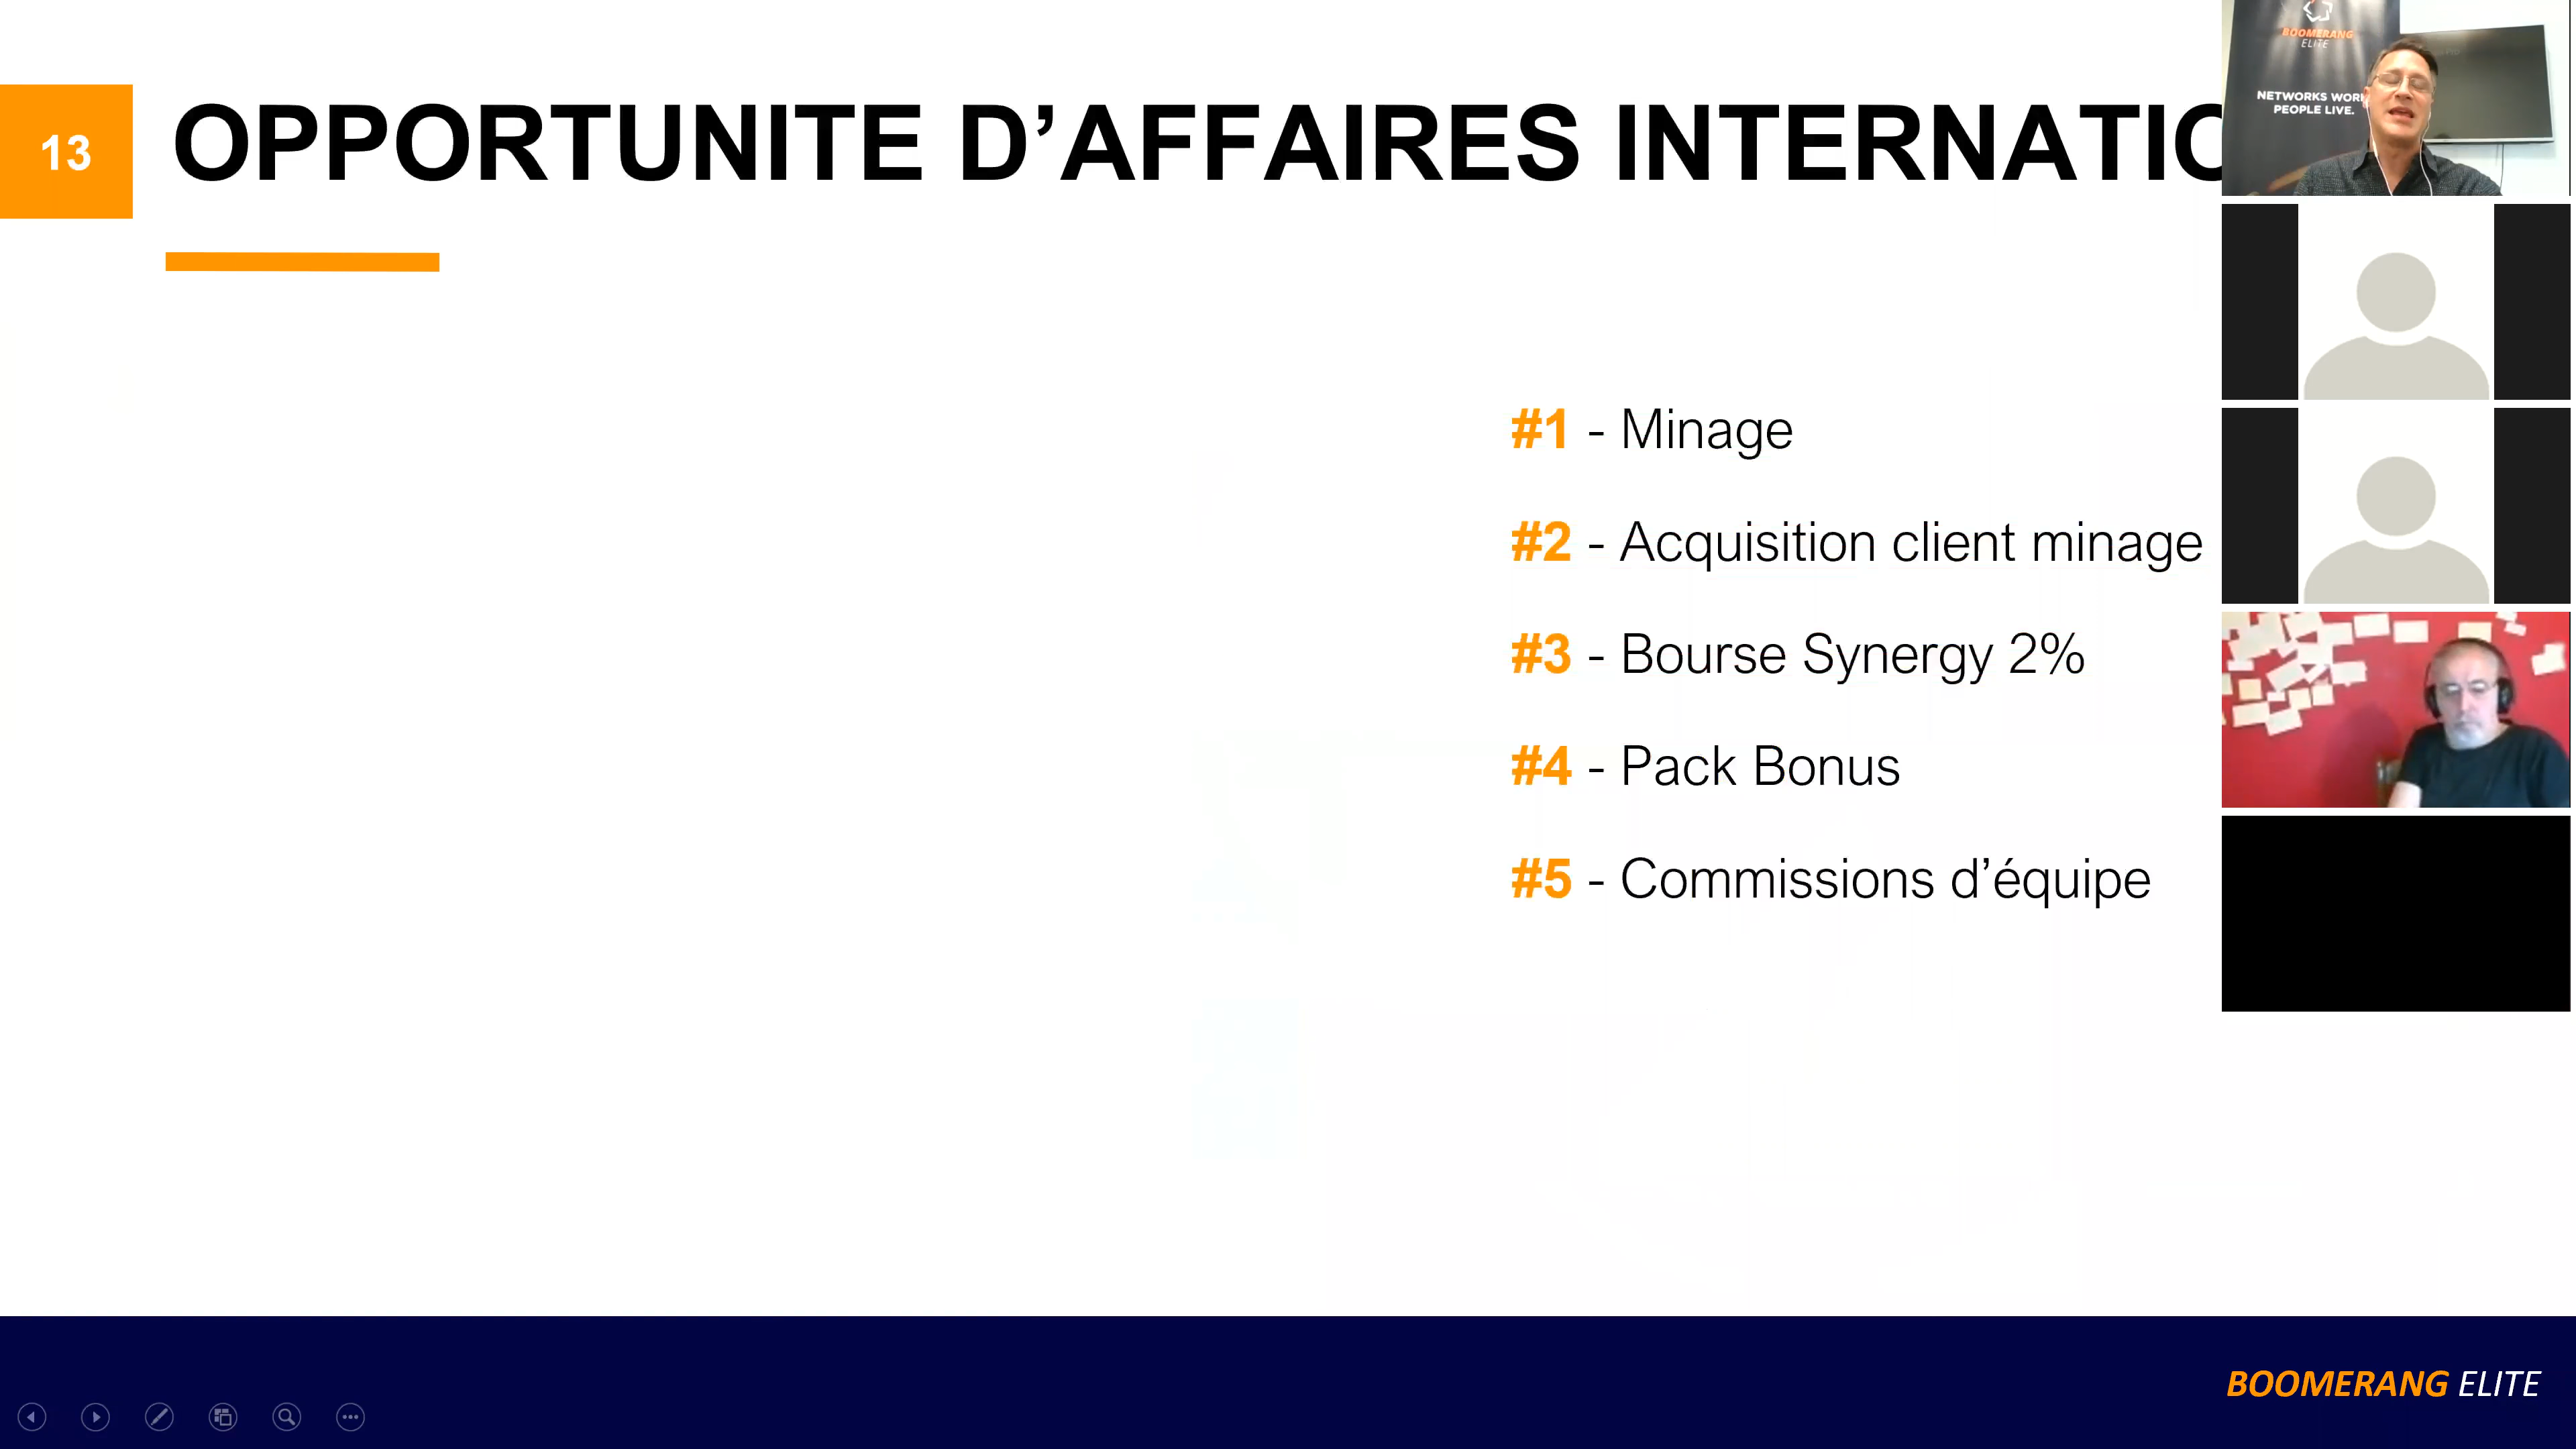 13
OPPORTUNITE D’AFFAIRES INTERNATIO
BOOMERANG
ELITE
NETWORKS WORK
PEOPLE LIVE.
#1 - Minage
#2 - Acquisition client minage
#3 - Bourse Synergy 2%
#4 - Pack Bonus
#5 - Commissions d’équipe
BOOMERANG ELITE